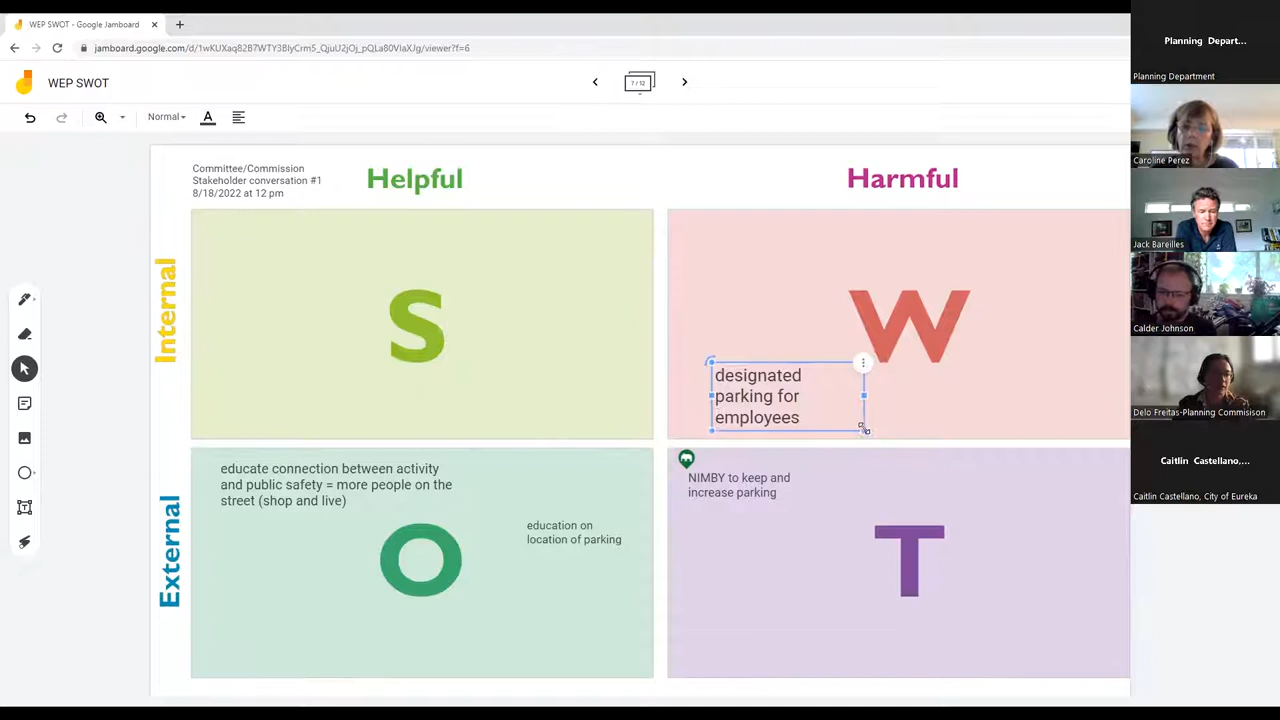 WEP SWOT - Google Jamboard
jamboard.google.com/d/1wKUXaq82B7WTY3BlyCrm5_QjuU2jOj_pQLa80VlaXJg/viewer?f=6
WEP SWOT
7 / 12
Normal
Committee/Commission
Stakeholder conversation #1
8/18/2022 at 12 pm
Helpful
Harmful
Internal
S
W
designated
parking for
employees
External
educate connection between activity
and public safety = more people on the
street (shop and live)
O
education on
location of parking
NIMBY to keep and
increase parking
T
Planning Depart...
Planning Department
Caroline Perez
Jack Bareilles
Calder Johnson
Delo Freitas-Planning Commisison
Caitlin Castellano,...
Caitlin Castellano, City of Eureka